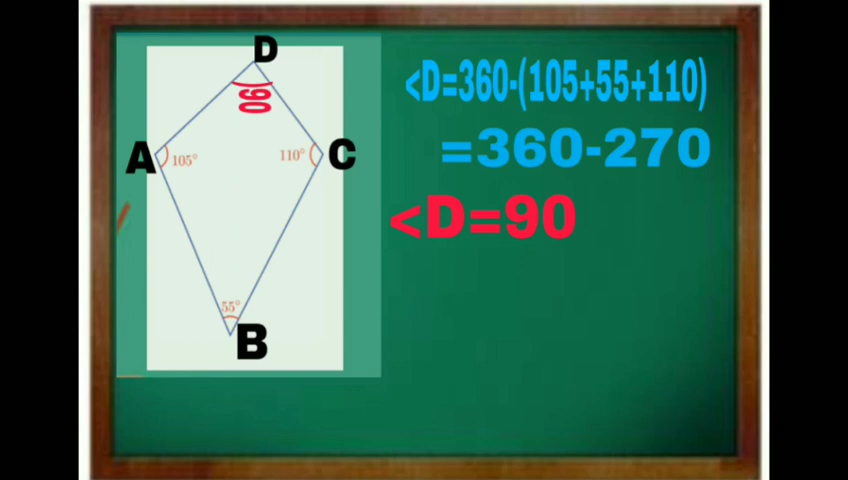 D
90
A
105°
110°
C
55°
B
<D=360-(105+55+110)
=360-270
<D=90